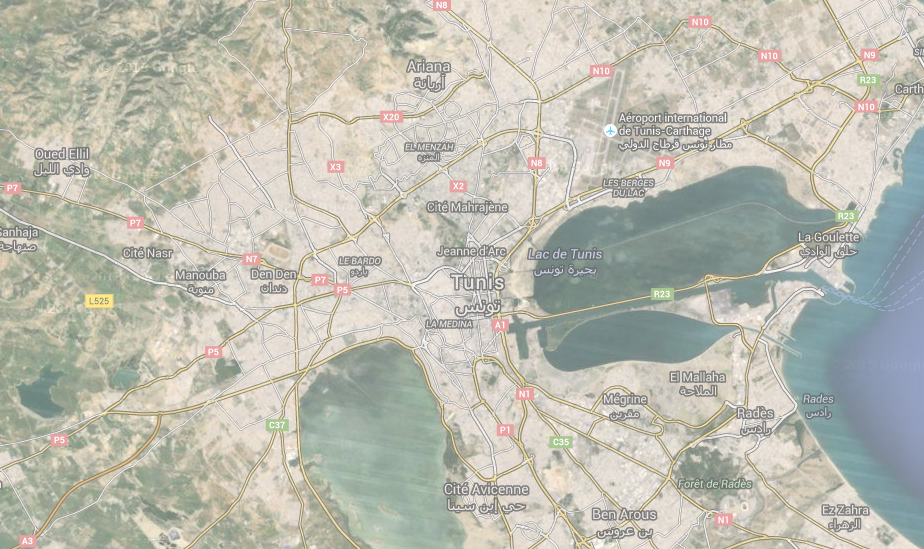 N8
N10
N10
N9
R23
N10
Ariana
أريانة
N10
X20
Aéroport international
de Tunis-Carthage
مطار تونس قرطاج الدولي
EL MENZAH
المنزه
Oued Ellil
وادي الليل
X3
N8
N9
P7
X2
LES BERGES
DU LAC
Cité Mahrajène
P7
R23
Sanhaja
صنهاجة
Cité Nasr
N7
LE BARDO
باردو
Jeanne d'Arc
Lac de Tunis
بحيرة تونس
La Goulette
حلق الوادي
Manouba
منوبة
Den Den
دندان
P7
P5
Tunis
تونس
R23
L525
LA MEDINA
A1
P5
El Mallaha
الملاحة
N1
Mégrine
مقرين
Rades
رادس
Radès
رادس
C37
P1
C35
P5
Cité Avicenne
حي إبن سينا
Forêt de Radès
Ben Arous
بن عروس
N1
Ez Zahra
الزهراء
A3